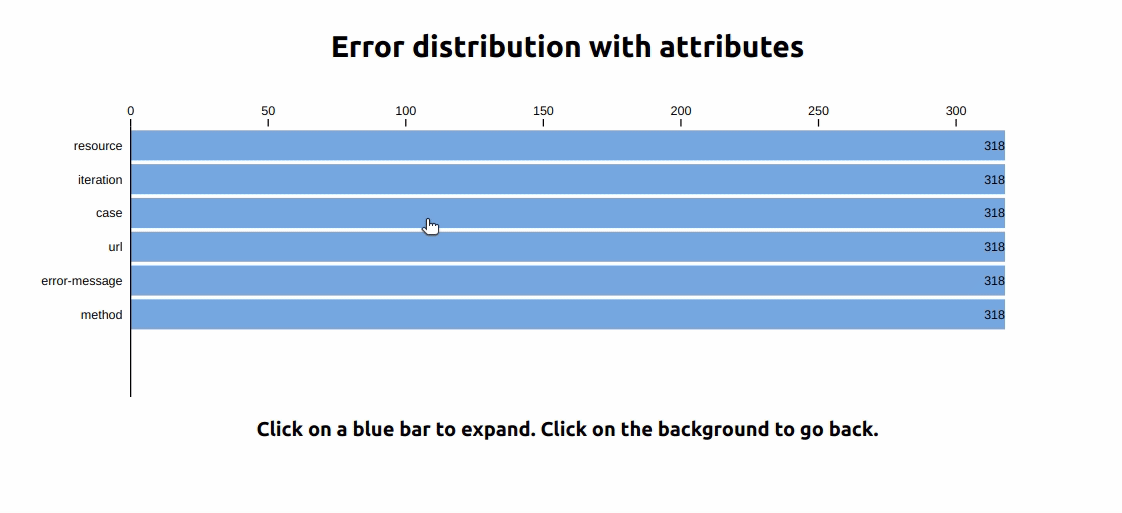 Error distribution with attributes
0 50 100 150 200 250 300
resource 318
iteration 318
case 318
url 318
error-message 318
method 318
Click on a blue bar to expand. Click on the background to go back.